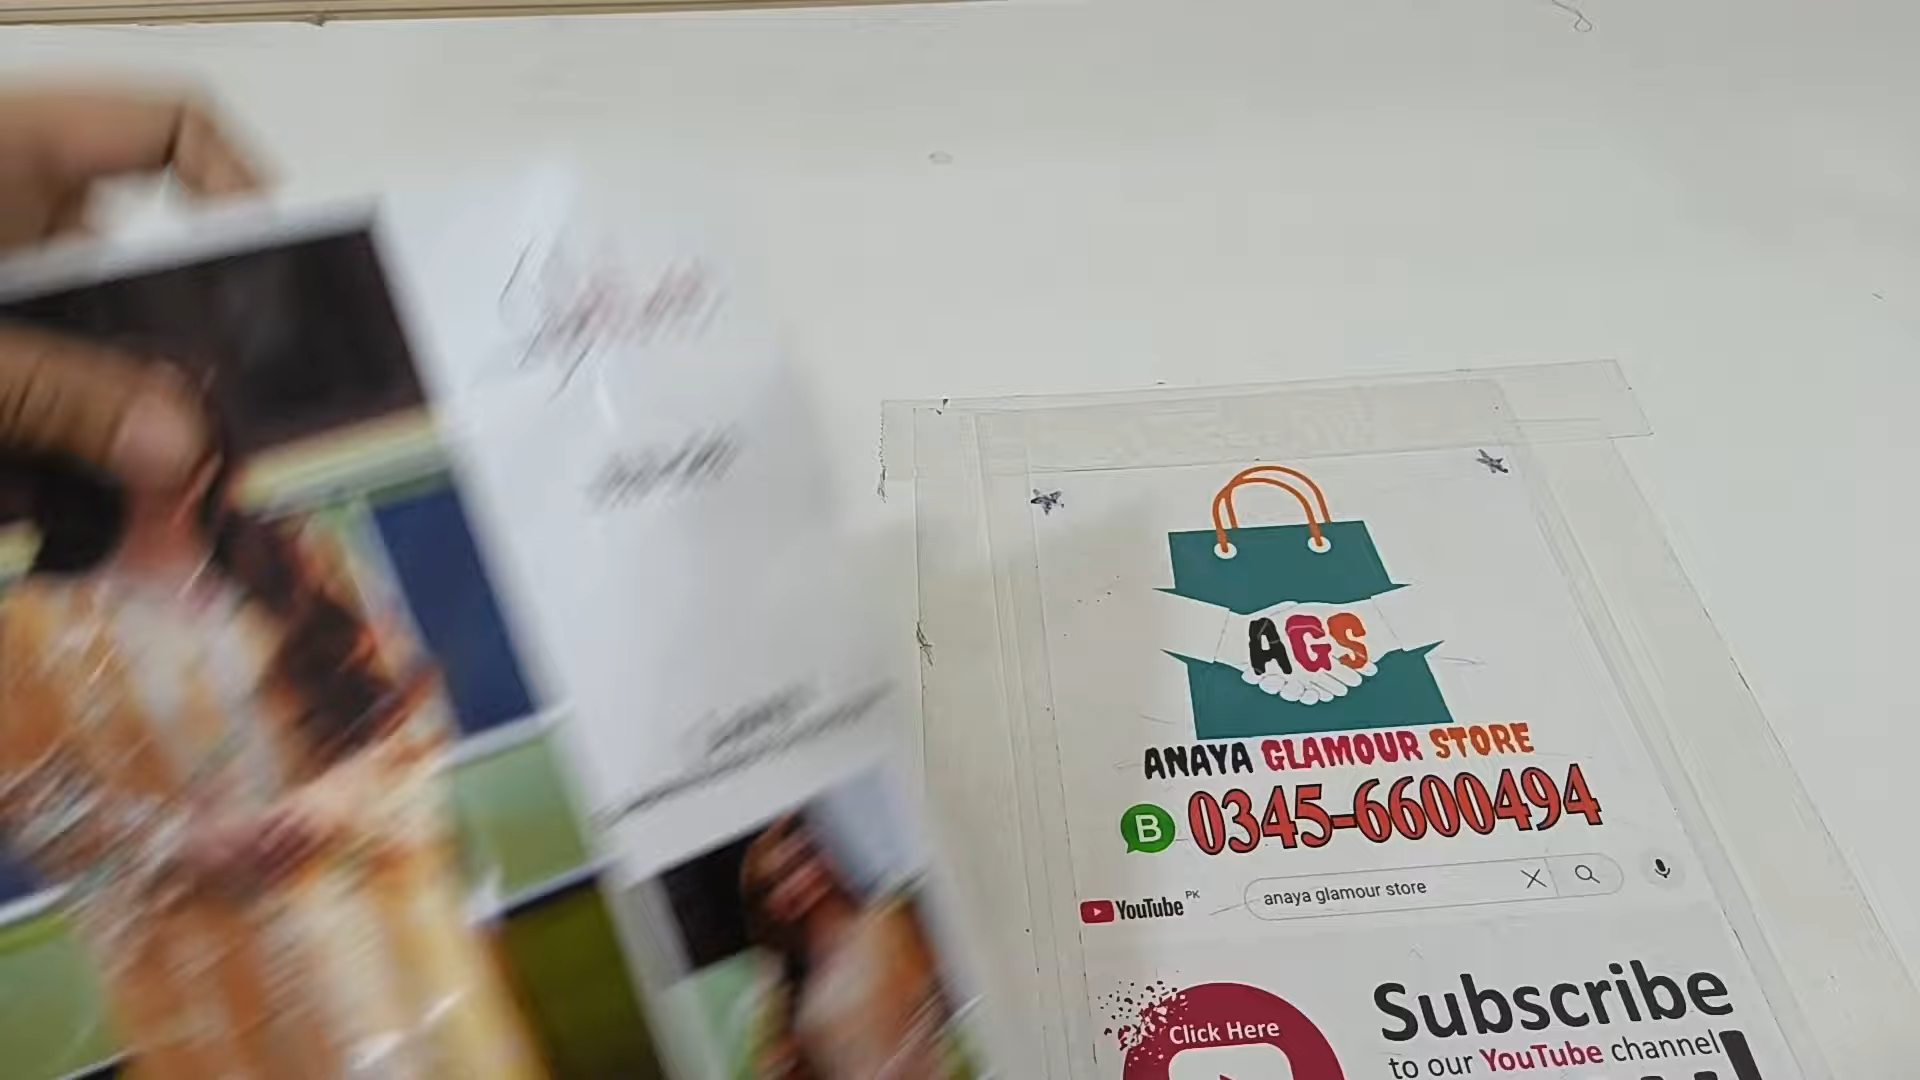 AGS
ANAYA GLAMOUR STORE
B 0345-6600494
YouTube PK
anaya glamour store
Click Here
Subscribe
to our YouTube channel